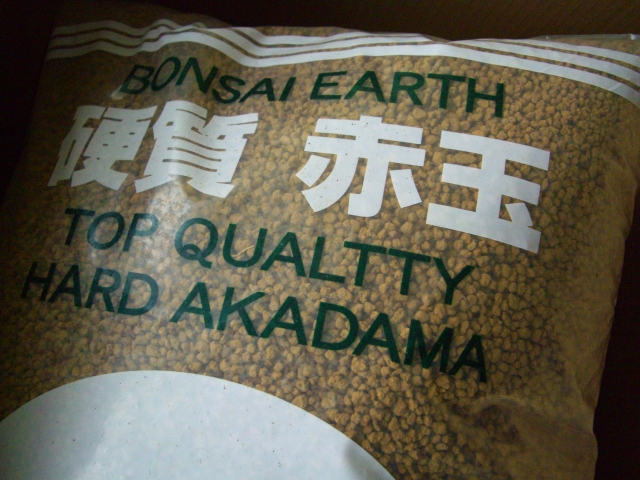 BONSAI EARTH
硬質 赤玉
TOP QUALTTY
HARD AKADAMA